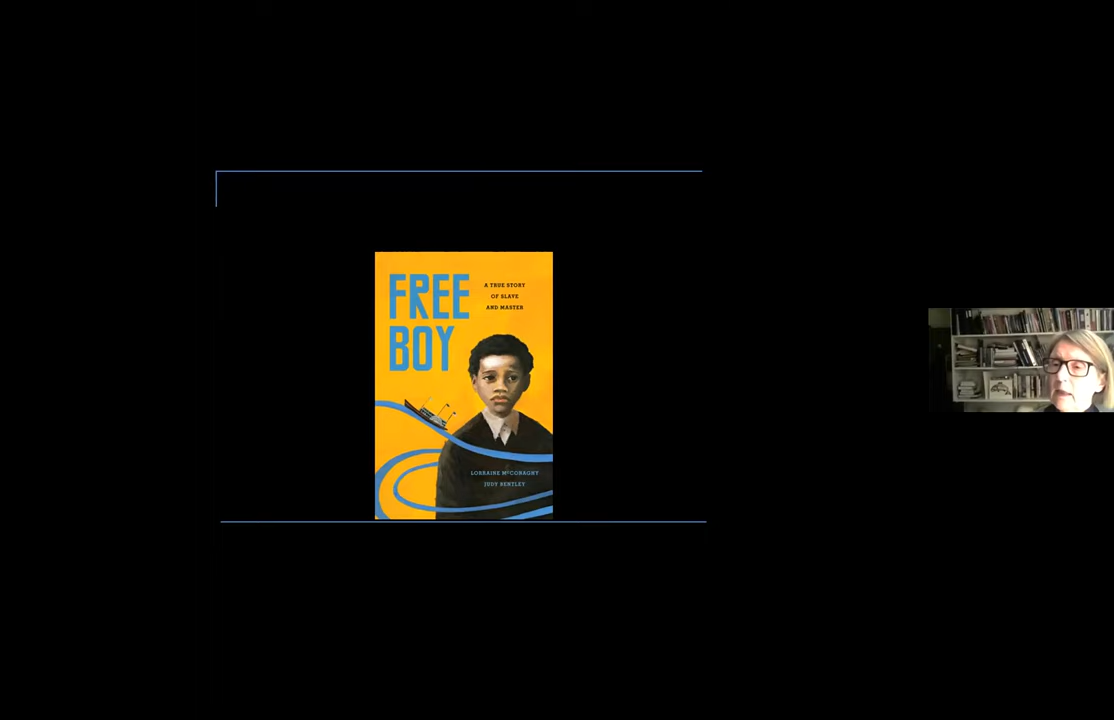 FREE
BOY
A TRUE STORY
OF SLAVE
AND MASTER
LORRAINE McCONAGHY
JUDY BENTLEY